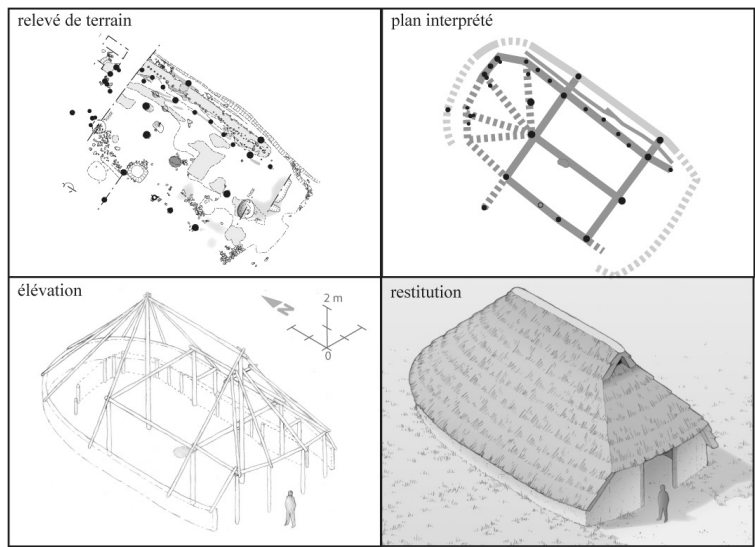 relevé de terrain
plan interprété
élévation
N
2 m
0
restitution